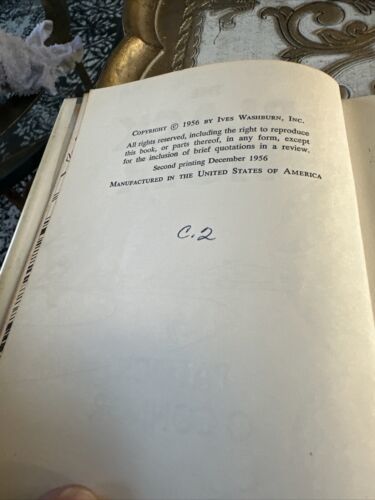 COPYRIGHT © 1956 BY IVES WASHBURN, INC.
All rights reserved, including the right to reproduce
this book, or parts thereof, in any form, except
for the inclusion of brief quotations in a review.
Second printing December 1956
MANUFACTURED IN THE UNITED STATES OF AMERICA
C.2